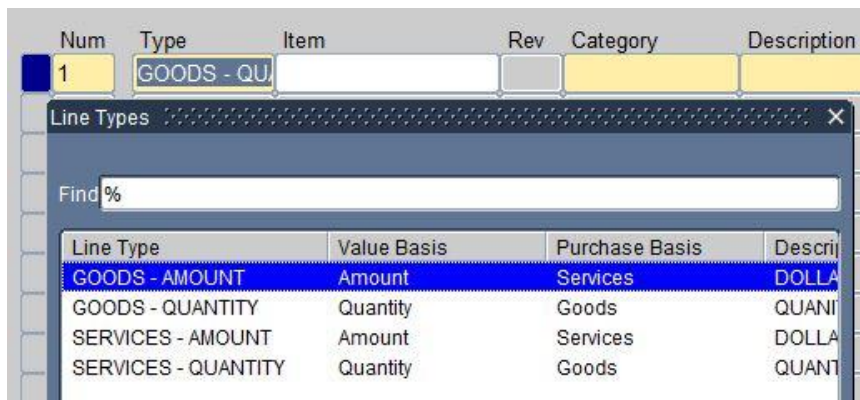 Num Type Item Rev Category Description
1 GOODS - QU
Line Types
Find %
Line Type Value Basis Purchase Basis Descri
GOODS - AMOUNT Amount Services DOLLA
GOODS - QUANTITY Quantity Goods QUANI
SERVICES - AMOUNT Amount Services DOLLA
SERVICES - QUANTITY Quantity Goods QUANT